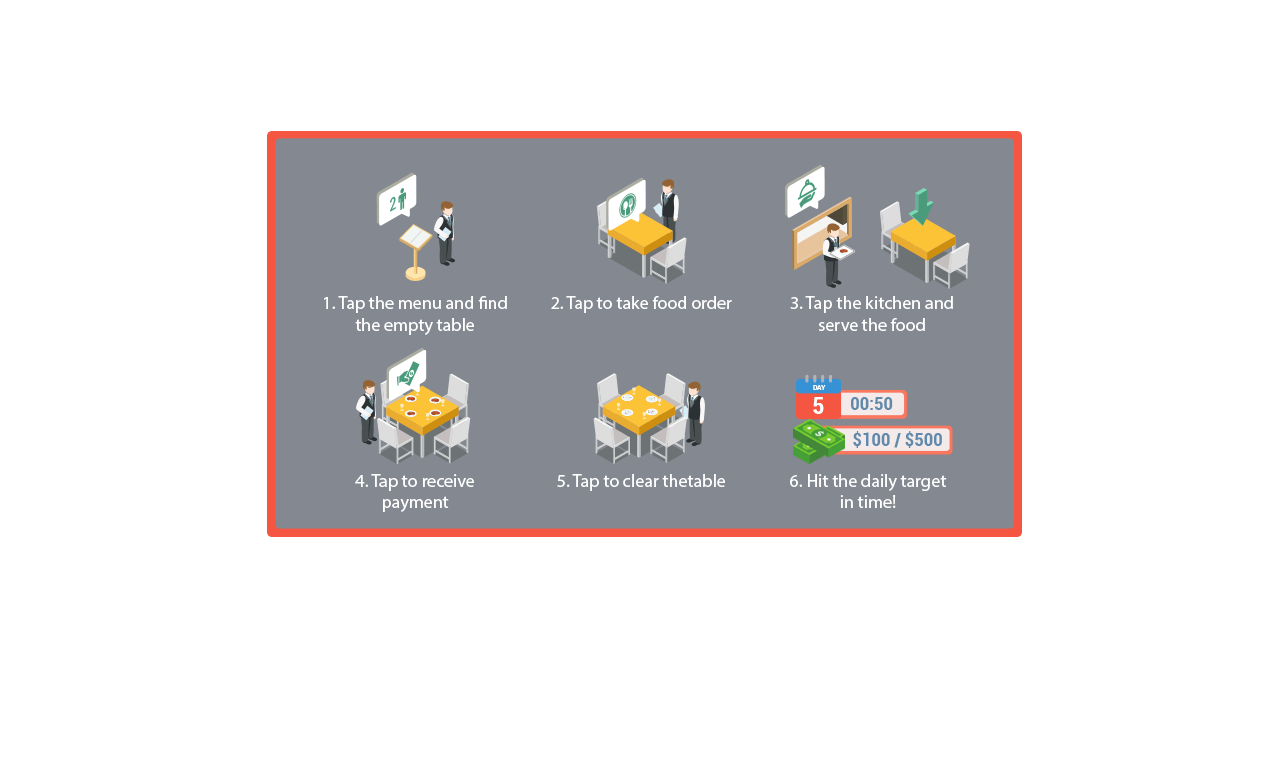 2
1. Tap the menu and find
the empty table
2. Tap to take food order
3. Tap the kitchen and
serve the food
4. Tap to receive
payment
5. Tap to clear thetable
DAY
5
00:50
$
$100 / $500
6. Hit the daily target
in time!